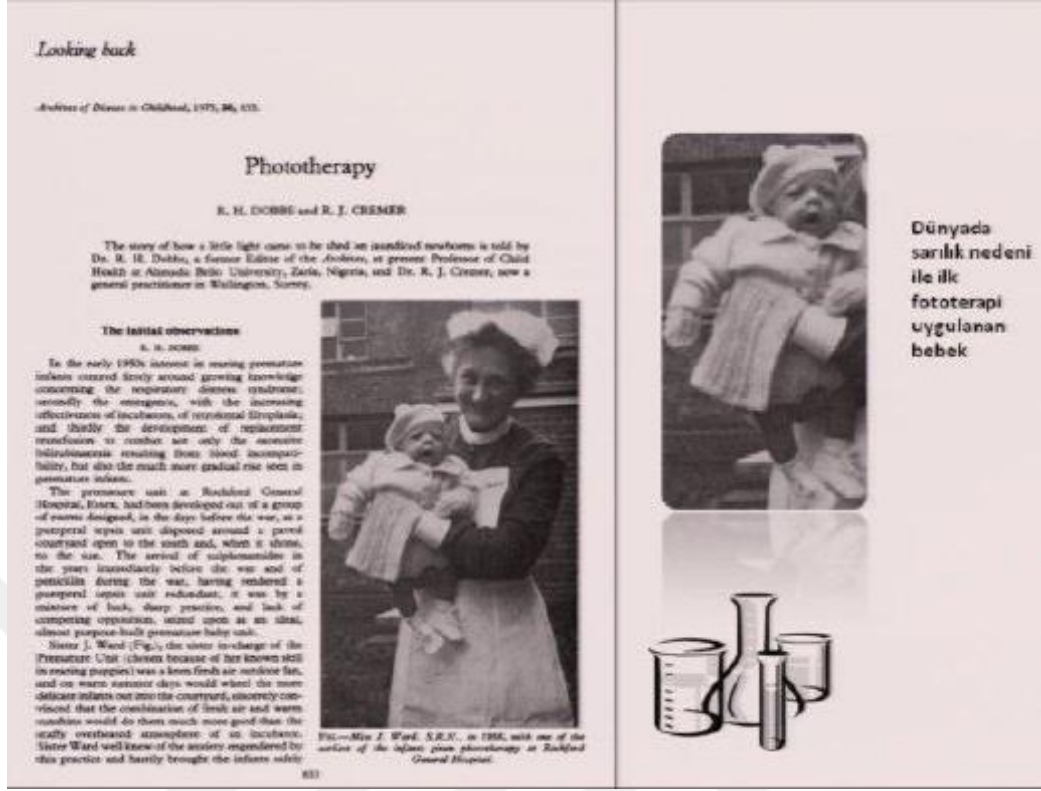 Looking back
Archives of Disease in Childhood, 1975, 50, 833.
Phototherapy
R. H. DOBBS and R. J. CREMER
The story of how a little light came to be shed on jaundiced newborns is told by
Dr. R. H. Dobbs, a former Editor of the Archives, at present Professor of Child
Health at Ahmadu Bello University, Zaria, Nigeria, and Dr. R. J. Cremer, now a
general practitioner in Wallington, Surrey.
The initial observations
R. H. DOBBS
In the early 1950s interest in rearing premature
infants centred firstly around growing knowledge
concerning the respiratory distress syndrome;
secondly the emergence, with the increasing
effectiveness of incubators, of retrolental fibroplasia;
and thirdly the development of replacement
transfusion to combat not only the excessive
bilirubinaemia resulting from blood incompati-
bility, but also the much more gradual rise seen in
premature infants.
The premature unit at Rochford General
Hospital, Essex, had been developed out of a group
of rooms designed, in the days before the war, as a
puerperal sepsis unit disposed around a paved
courtyard open to the south and, when it shone,
to the sun. The arrival of sulphonamides in
the years immediately before the war and of
penicillin during the war, having rendered a
puerperal sepsis unit redundant, it was by a
mixture of luck, sharp practice, and lack of
competing opposition, seized upon as an ideal,
almost purpose-built premature baby unit.
Sister J. Ward (Fig.), the sister in-charge of the
Premature Unit (chosen because of her known skill
in rearing puppies) was a keen fresh air outdoor fan,
and on warm summer days would wheel the more
delicate infants out into the courtyard, sincerely con-
vinced that the combination of fresh air and warm
sunshine would do them much more good than the
stuffy overheated atmosphere of an incubator.
Sister Ward well knew of the anxiety engendered by
this practice and hastily brought the infants safely
FIG.—Miss J. Ward, S.R.N., in with one of the
earliest of the infants given phototherapy at Rochford
General Hospital.
833
Dünyada
sarılık nedeni
ile ilk
fototerapi
uygulanan
bebek